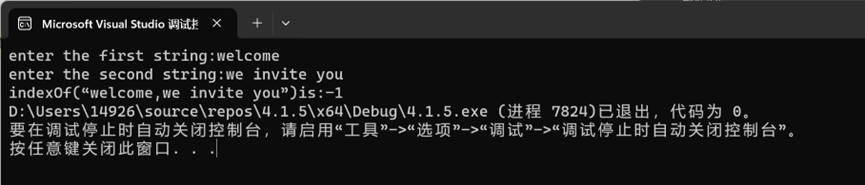 Microsoft Visual Studio 调试控
enter the first string:welcome
enter the second string:we invite you
indexOf(“welcome,we invite you”)is:-1
D:\Users\14926\source\repos\4.1.5\x64\Debug\4.1.5.exe (进程 7824)已退出，代码为 0。
要在调试停止时自动关闭控制台，请启用“工具”->“选项”->“调试”->“调试停止时自动关闭控制台”。
按任意键关闭此窗口. . .